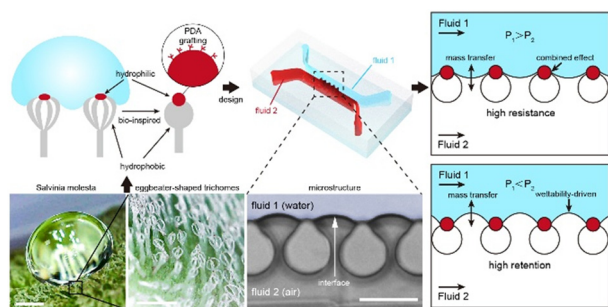 PDA
grafting
hydrophilic
bio-inspired
hydrophobic
design
fluid 1
fluid 2
Fluid 1
P₁>P₂
mass transfer
combined effect
high resistance
Fluid 2
Salvinia molesta
eggbeater-shaped trichomes
microstructure
fluid 1 (water)
interface
fluid 2 (air)
Fluid 1
P₁<P₂
mass transfer
wettability-driven
high retention
Fluid 2